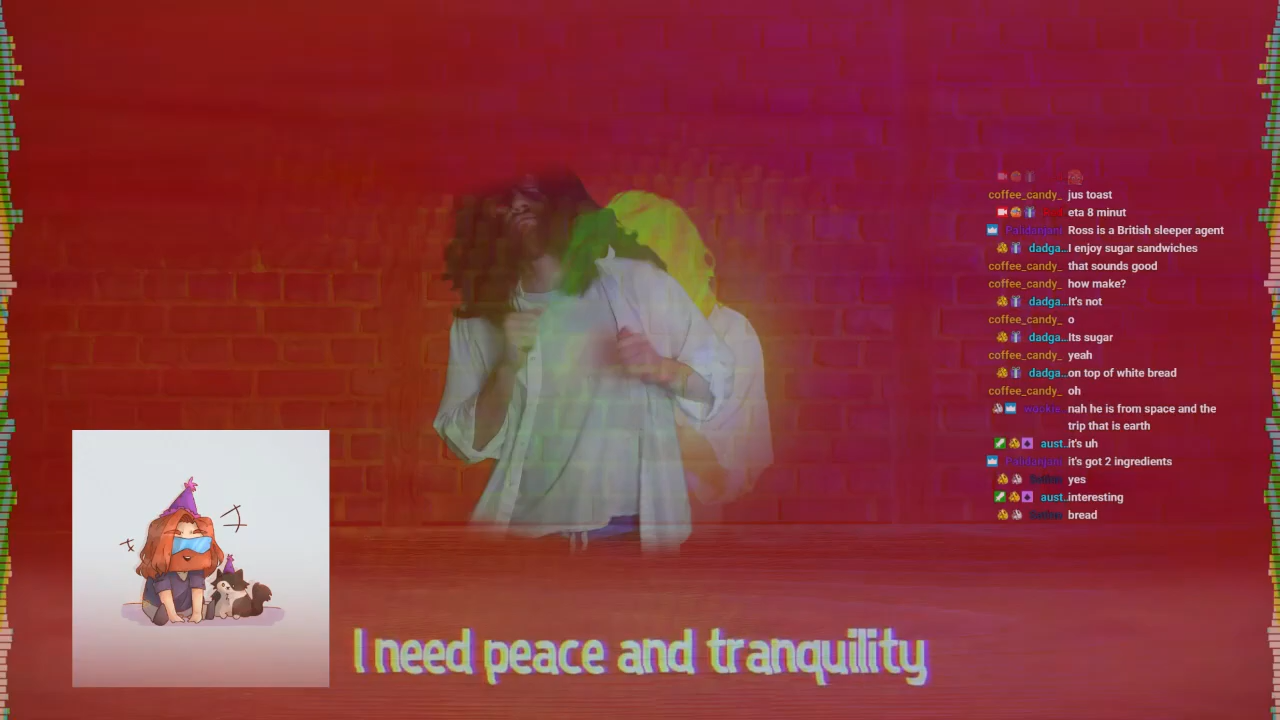 coffee_candy_ jus toast
eta 8 minut
Palidanjani Ross is a British sleeper agent
dadga.. I enjoy sugar sandwiches
coffee_candy_ that sounds good
coffee_candy_ how make?
dadga.. It's not
coffee_candy_ o
dadga.. Its sugar
coffee_candy_ yeah
dadga.. on top of white bread
coffee_candy_ oh
wookie nah he is from space and the
trip that is earth
aust.. it's uh
Palidanjani it's got 2 ingredients
yes
aust.. interesting
bread
I need peace and tranquility